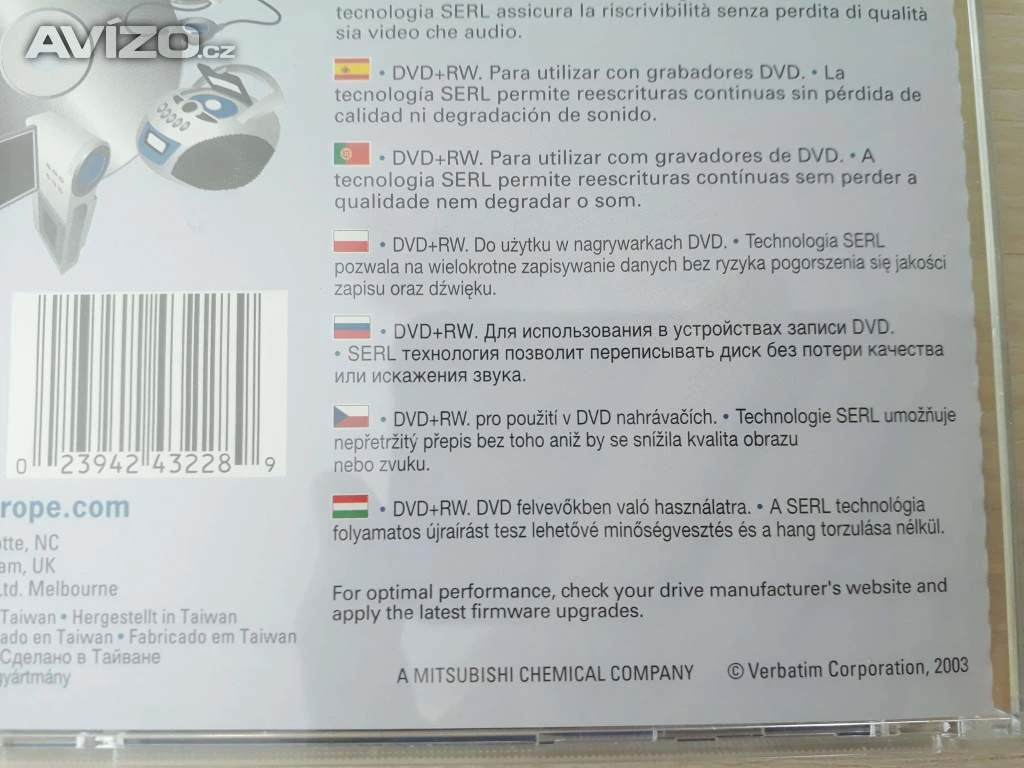 AVÍZO.cz
tecnologia SERL assicura la riscrivibilità senza perdita di qualità
sia video che audio.
• DVD+RW. Para utilizar con grabadores DVD. • La
tecnología SERL permite reescrituras continuas sin pérdida de
calidad ni degradación de sonido.
• DVD+RW. Para utilizar com gravadores de DVD. • A
tecnologia SERL permite reescrituras contínuas sem perder a
qualidade nem degradar o som.
• DVD+RW. Do użytku w nagrywarkach DVD. • Technologia SERL
pozwala na wielokrotne zapisywanie danych bez ryzyka pogorszenia się jakości
zapisu oraz dźwięku.
• DVD+RW. Для использования в устройствах записи DVD.
• SERL технология позволит переписывать диск без потери качества
или искажения звука.
• DVD+RW. pro použití v DVD nahrávačích. • Technologie SERL umožňuje
nepřetržitý přepis bez toho aniž by se snížila kvalita obrazu
nebo zvuku.
• DVD+RW. DVD felvevőkben való használatra. • A SERL technológia
folyamatos újraírást tesz lehetővé minőségvesztés és a hang torzulása nélkül.
For optimal performance, check your drive manufacturer's website and
apply the latest firmware upgrades.
A MITSUBISHI CHEMICAL COMPANY
© Verbatim Corporation, 2003
0 23942 43228 9
rope.com
otte, NC
am, UK
Ltd. Melbourne
Taiwan • Hergestellt in Taiwan
ado en Taiwan • Fabricado em Taiwan
Сделано в Тайване
gyártmány